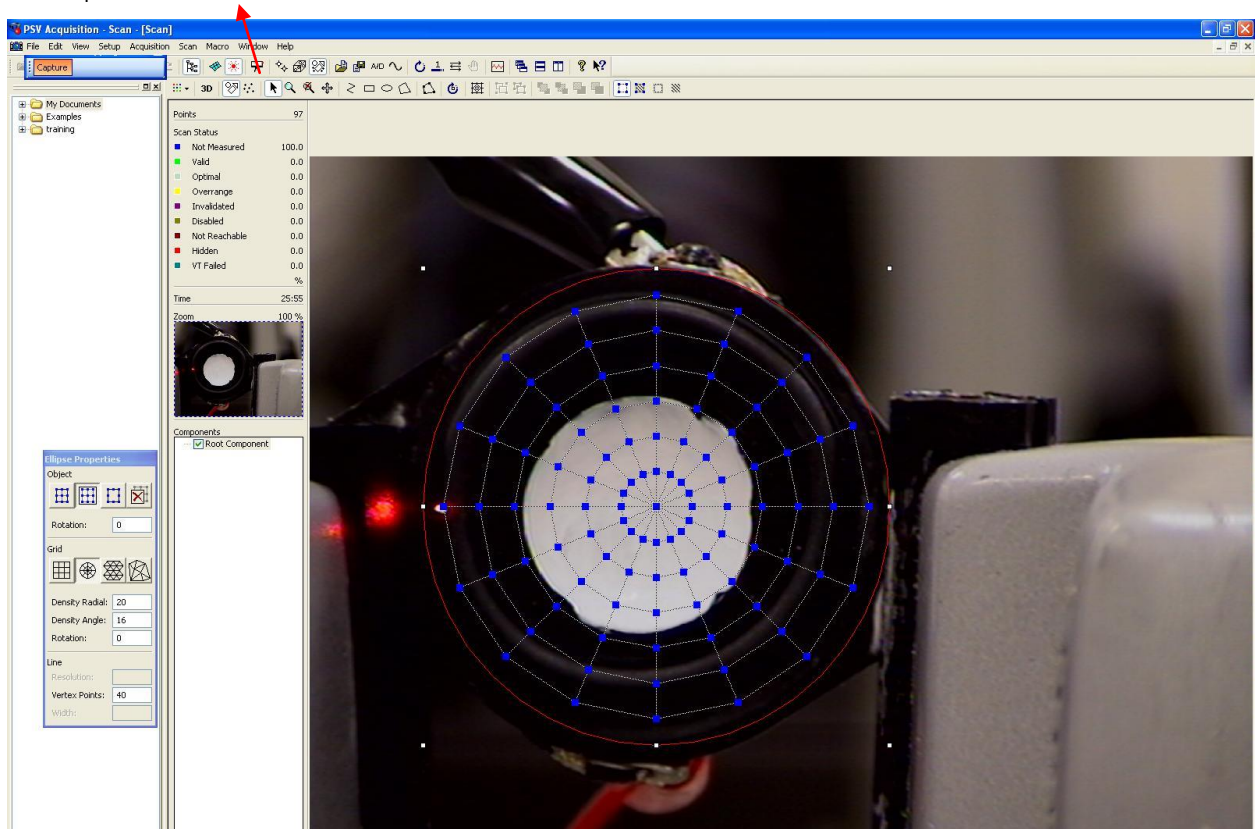 PSV Acquisition - Scan - [Scan]
File Edit View Setup Acquisition Scan Macro Window Help
Capture
A/D
3D
My Documents
Examples
training
Points 97
Scan Status
Not Measured 100.0
Valid 0.0
Optimal 0.0
Overrange 0.0
Invalidated 0.0
Disabled 0.0
Not Reachable 0.0
Hidden 0.0
VT Failed 0.0
%
Time 25:55
Zoom 100 %
Components
Root Component
Ellipse Properties
Object
Rotation: 0
Grid
Density Radial: 20
Density Angle: 16
Rotation: 0
Line
Resolution:
Vertex Points: 40
Width: